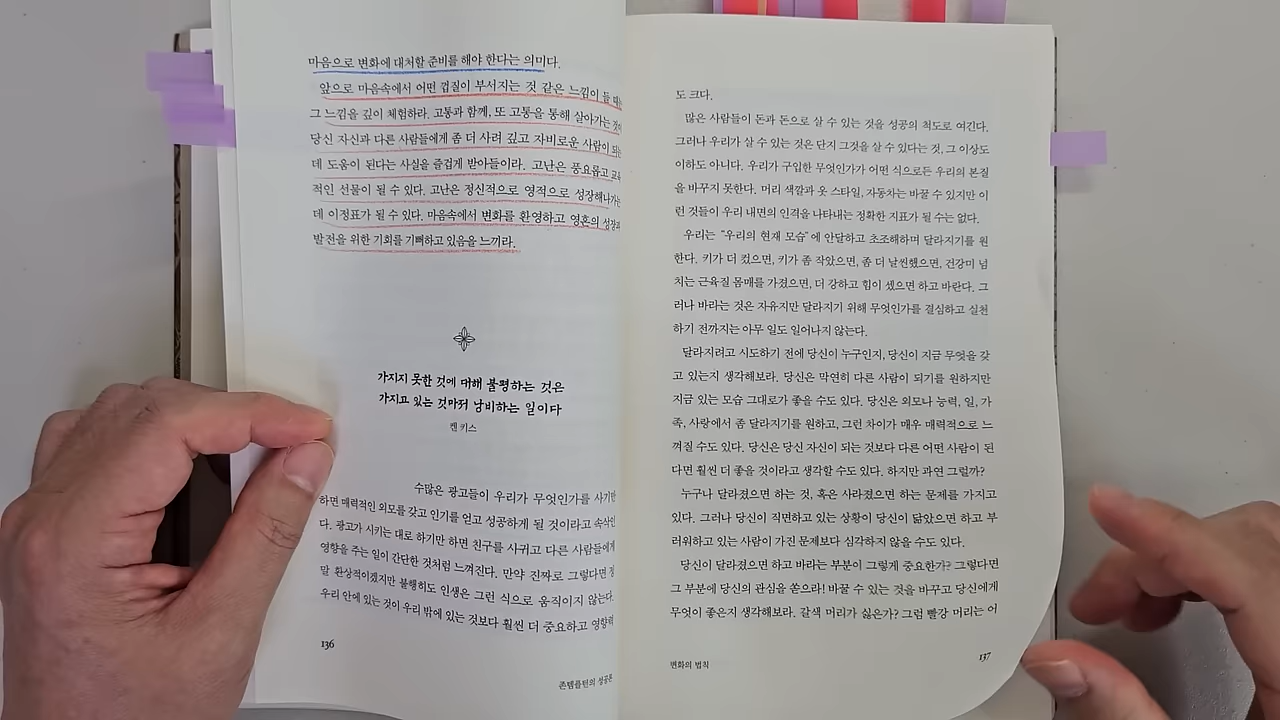 마음으로 변화에 대처할 준비를 해야 한다는 의미다.
앞으로 마음속에서 어떤 껍질이 부서지는 것 같은 느낌이 들
그 느낌을 깊이 체험하라. 고통과 함께, 또 고통을 통해 살아가는
당신 자신과 다른 사람들에게 좀 더 사려 깊고 자비로운 사람이
데 도움이 된다는 사실을 즐겁게 받아들이라. 고난은 풍요롭고
적인 선물이 될 수 있다. 고난은 정신적으로 영적으로 성장해나가는
데 이정표가 될 수 있다. 마음속에서 변화를 환영하고 영혼의 성장과
발전을 위한 기회를 기뻐하고 있음을 느끼라.
가지지 못한 것에 대해 불평하는 것은
가지고 있는 것마저 낭비하는 일이다
켄 키스
수많은 광고들이 우리가 무엇인가를 사기만
하면 매력적인 외모를 갖고 인기를 얻고 성공하게 될 것이라고 속삭인
다. 광고가 시키는 대로 하기만 하면 친구를 사귀고 다른 사람들에게
영향을 주는 일이 간단한 것처럼 느껴진다. 만약 진짜로 그렇다면
말 환상적이겠지만 불행히도 인생은 그런 식으로 움직이지 않는다.
우리 안에 있는 것이 우리 밖에 있는 것보다 훨씬 더 중요하고 영향력
136
콘템플턴의 성공론
도 크다.
많은 사람들이 돈과 돈으로 살 수 있는 것을 성공의 척도로 여긴다.
그러나 우리가 살 수 있는 것은 단지 그것을 살 수 있다는 것, 그 이상도
이하도 아니다. 우리가 구입한 무엇인가가 어떤 식으로든 우리의 본질
을 바꾸지 못한다. 머리 색깔과 옷 스타일, 자동차는 바꿀 수 있지만 이
런 것들이 우리 내면의 인격을 나타내는 정확한 지표가 될 수는 없다.
우리는 "우리의 현재 모습"에 안달하고 초조해하며 달라지기를 원
한다. 키가 더 컸으면, 키가 좀 작았으면, 좀 더 날씬했으면, 건강미 넘
치는 근육질 몸매를 가졌으면, 더 강하고 힘이 셌으면 하고 바란다. 그
러나 바라는 것은 자유지만 달라지기 위해 무엇인가를 결심하고 실천
하기 전까지는 아무 일도 일어나지 않는다.
달라지려고 시도하기 전에 당신이 누구인지, 당신이 지금 무엇을 갖
고 있는지 생각해보라. 당신은 막연히 다른 사람이 되기를 원하지만
지금 있는 모습 그대로가 좋을 수도 있다. 당신은 외모나 능력, 일, 가
족, 사랑에서 좀 달라지기를 원하고, 그런 차이가 매우 매력적으로 느
껴질 수도 있다. 당신은 당신 자신이 되는 것보다 다른 어떤 사람이 된
다면 훨씬 더 좋을 것이라고 생각할 수도 있다. 하지만 과연 그럴까?
누구나 달라졌으면 하는 것, 혹은 사라졌으면 하는 문제를 가지고
있다. 그러나 당신이 직면하고 있는 상황이 당신이 닮았으면 하고 부
러워하고 있는 사람이 가진 문제보다 심각하지 않을 수도 있다.
당신이 달라졌으면 하고 바라는 부분이 그렇게 중요한가? 그렇다면
그 부분에 당신의 관심을 쏟으라! 바꿀 수 있는 것을 바꾸고 당신에게
무엇이 좋은지 생각해보라. 갈색 머리가 싫은가? 그럼 빨강 머리는 어
변화의 법칙
137